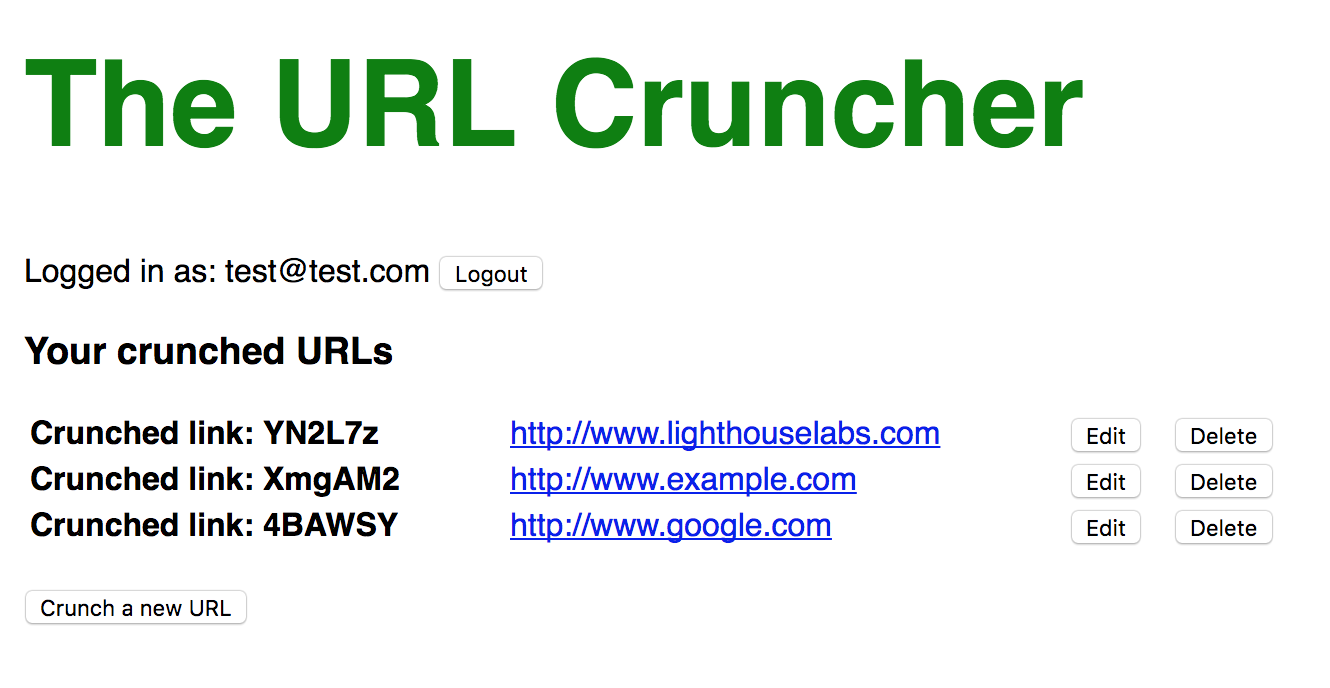 The URL Cruncher
Logged in as: test@test.com Logout
Your crunched URLs
Crunched link: YN2L7z http://www.lighthouselabs.com Edit Delete
Crunched link: XmgAM2 http://www.example.com Edit Delete
Crunched link: 4BAWSY http://www.google.com Edit Delete
Crunch a new URL